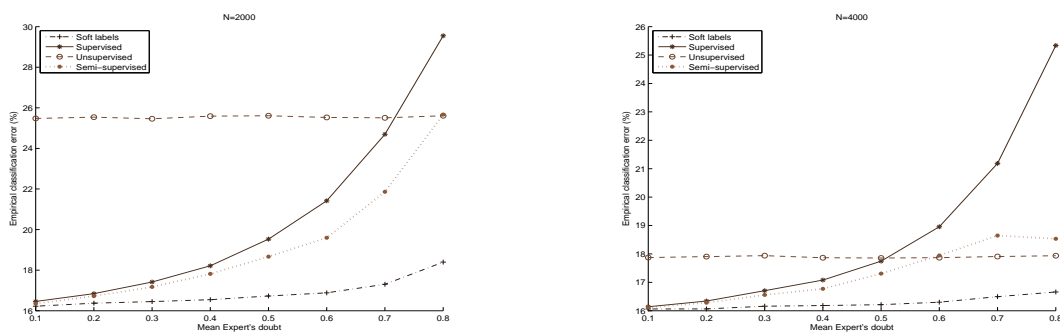 N=2000
30
28
26
24
22
20
18
16
0.1 0.2 0.3 0.4 0.5 0.6 0.7 0.8
Mean Expert's doubt
Empirical classification error (%)
Soft labels
Supervised
Unsupervised
Semi-supervised
N=4000
26
25
24
23
22
21
20
19
18
17
16
0.1 0.2 0.3 0.4 0.5 0.6 0.7 0.8
Mean Expert's doubt
Empirical classification error (%)
Soft labels
Supervised
Unsupervised
Semi-supervised